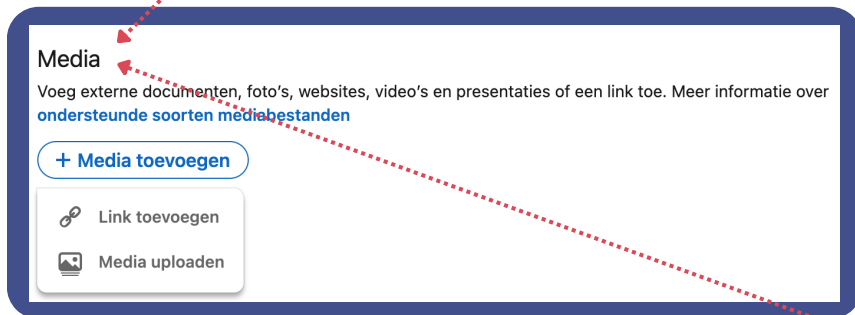 Media
Voeg externe documenten, foto's, websites, video's en presentaties of een link toe. Meer informatie over
ondersteunde soorten mediabestanden
+ Media toevoegen
Link toevoegen
Media uploaden